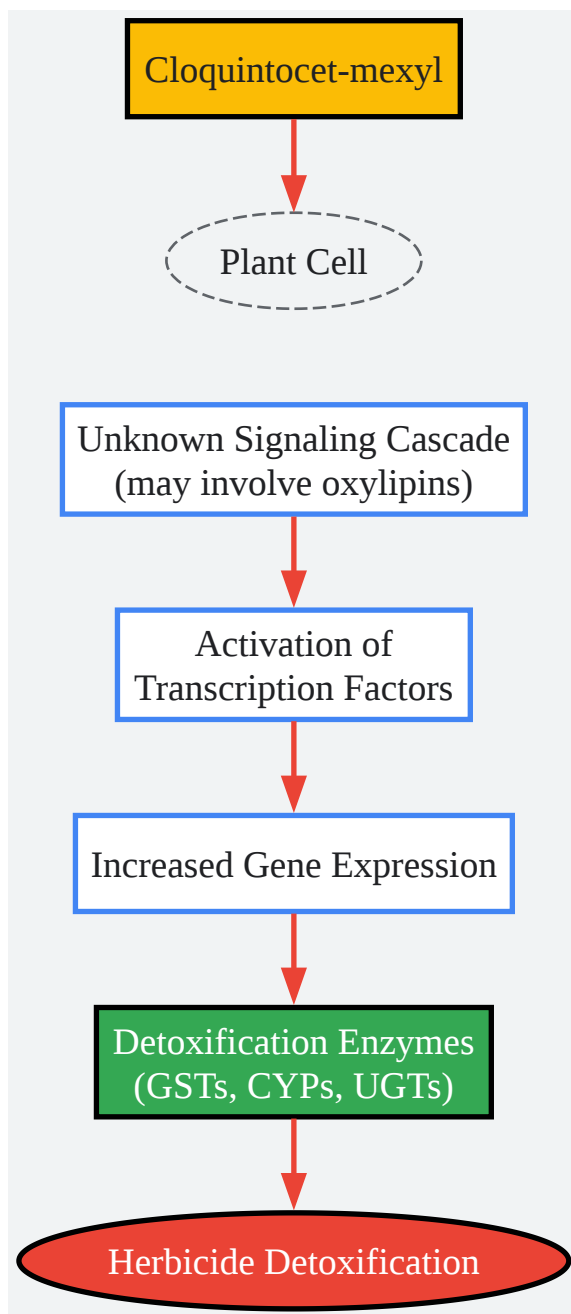 Cloquintocet-mexyl
Plant Cell
Unknown Signaling Cascade
(may involve oxylipins)
Activation of
Transcription Factors
Increased Gene Expression
Detoxification Enzymes
(GSTs, CYPs, UGTs)
Herbicide Detoxification